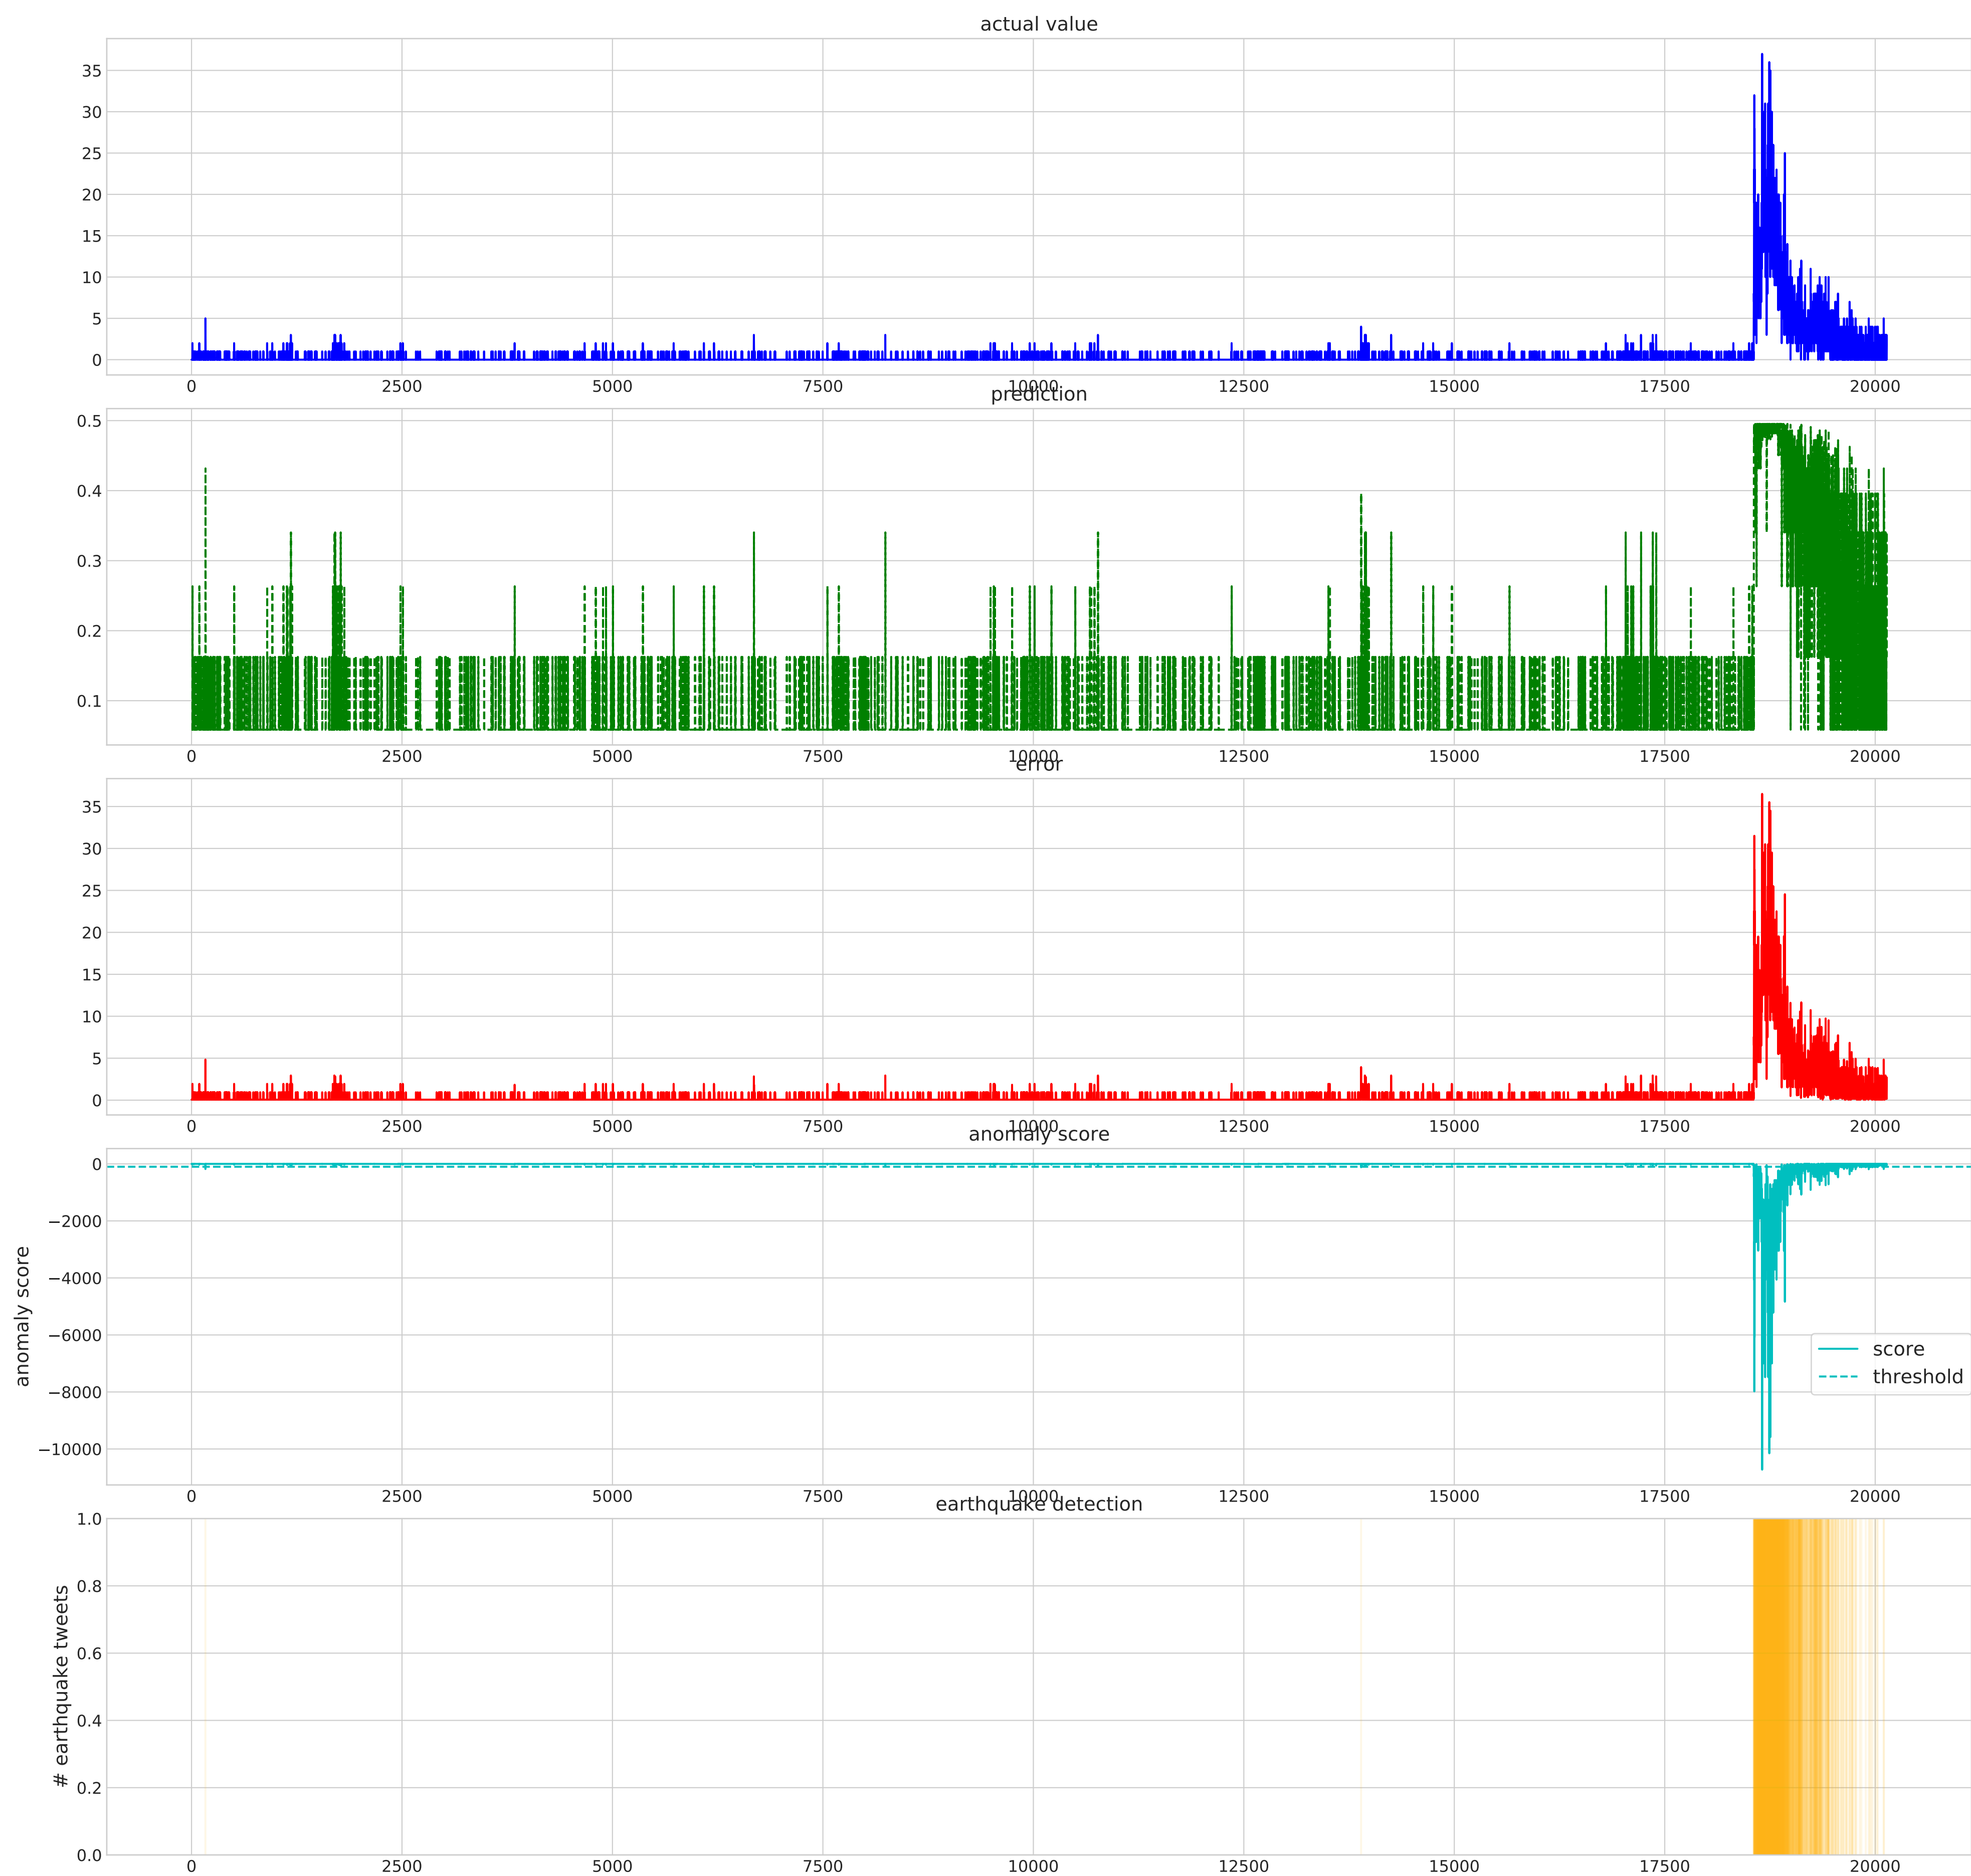 actual value
35
30
25
20
15
10
5
0
0 2500 5000 7500 10000 12500 15000 17500 20000
prediction
0.5
0.4
0.3
0.2
0.1
0 2500 5000 7500 10000 12500 15000 17500 20000
error
35
30
25
20
15
10
5
0
0 2500 5000 7500 10000 12500 15000 17500 20000
anomaly score
anomaly score
0
−2000
−4000
−6000
−8000
−10000
score
threshold
0 2500 5000 7500 10000 12500 15000 17500 20000
earthquake detection
# earthquake tweets
1.0
0.8
0.6
0.4
0.2
0.0
0 2500 5000 7500 10000 12500 15000 17500 20000